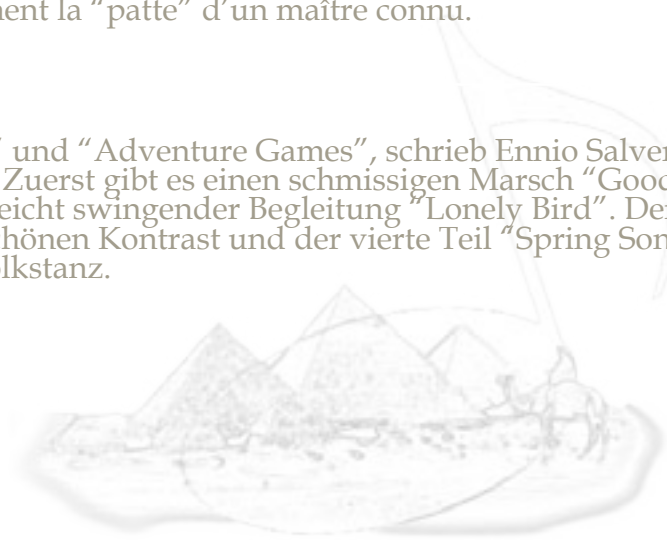 ment la “patte” d’un maître connu.
und “Adventure Games”, schrieb Ennio Salver
Zuerst gibt es einen schmissigen Marsch “Good
eicht swingender Begleitung “Lonely Bird”. De
hönen Kontrast und der vierte Teil “Spring Son
lkstanz.